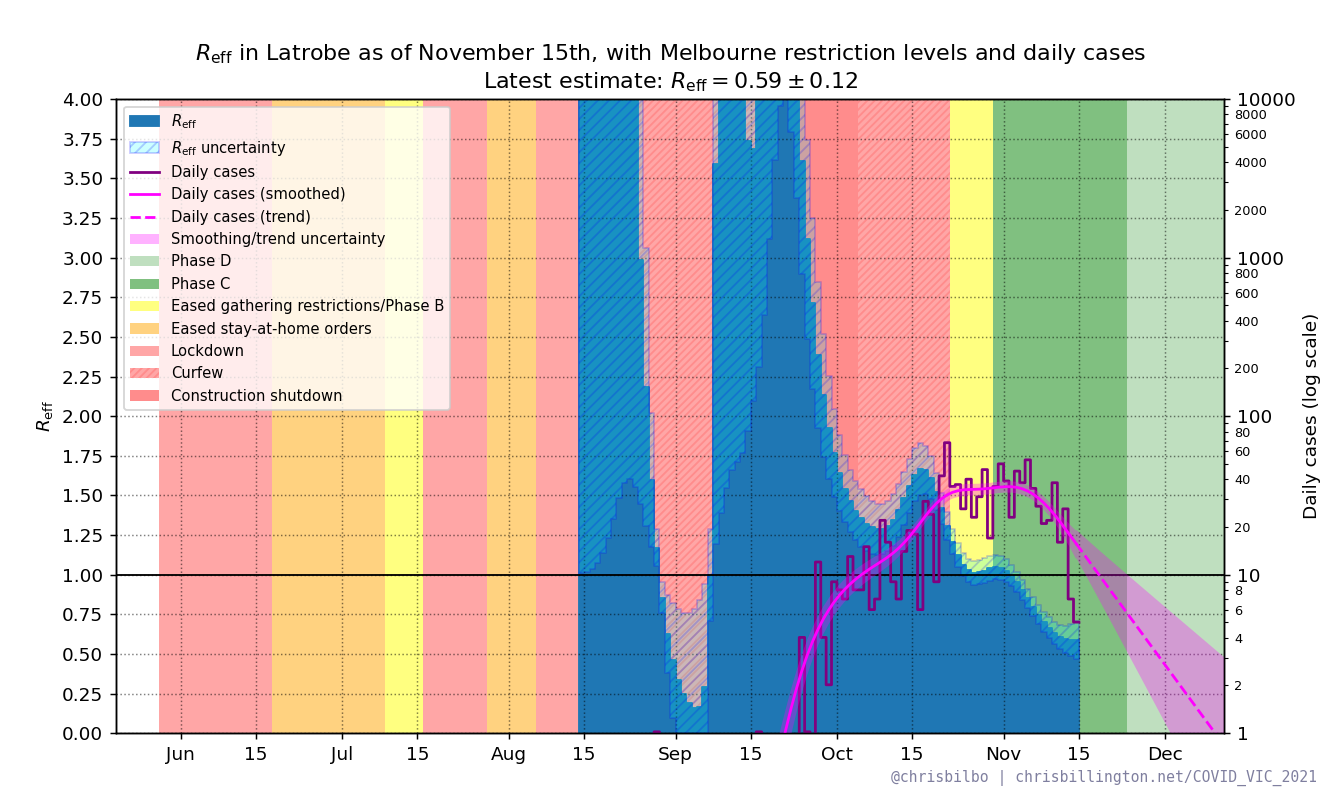 Reff in Latrobe as of November 15th, with Melbourne restriction levels and daily cases
Latest estimate: Reff = 0.59 ± 0.12
4.00
3.75
3.50
3.25
3.00
2.75
2.50
2.25
2.00
1.75
1.50
1.25
1.00
0.75
0.50
0.25
0.00
Reff
Reff
Reff uncertainty
Daily cases
Daily cases (smoothed)
Daily cases (trend)
Smoothing/trend uncertainty
Phase D
Phase C
Eased gathering restrictions/Phase B
Eased stay-at-home orders
Lockdown
Curfew
Construction shutdown
10000
8000
6000
4000
2000
1000
800
600
400
200
100
80
60
40
20
10
8
6
4
2
1
Daily cases (log scale)
Jun 15 Jul 15 Aug 15 Sep 15 Oct 15 Nov 15 Dec
@chrisbilbo | chrisbillington.net/COVID_VIC_2021